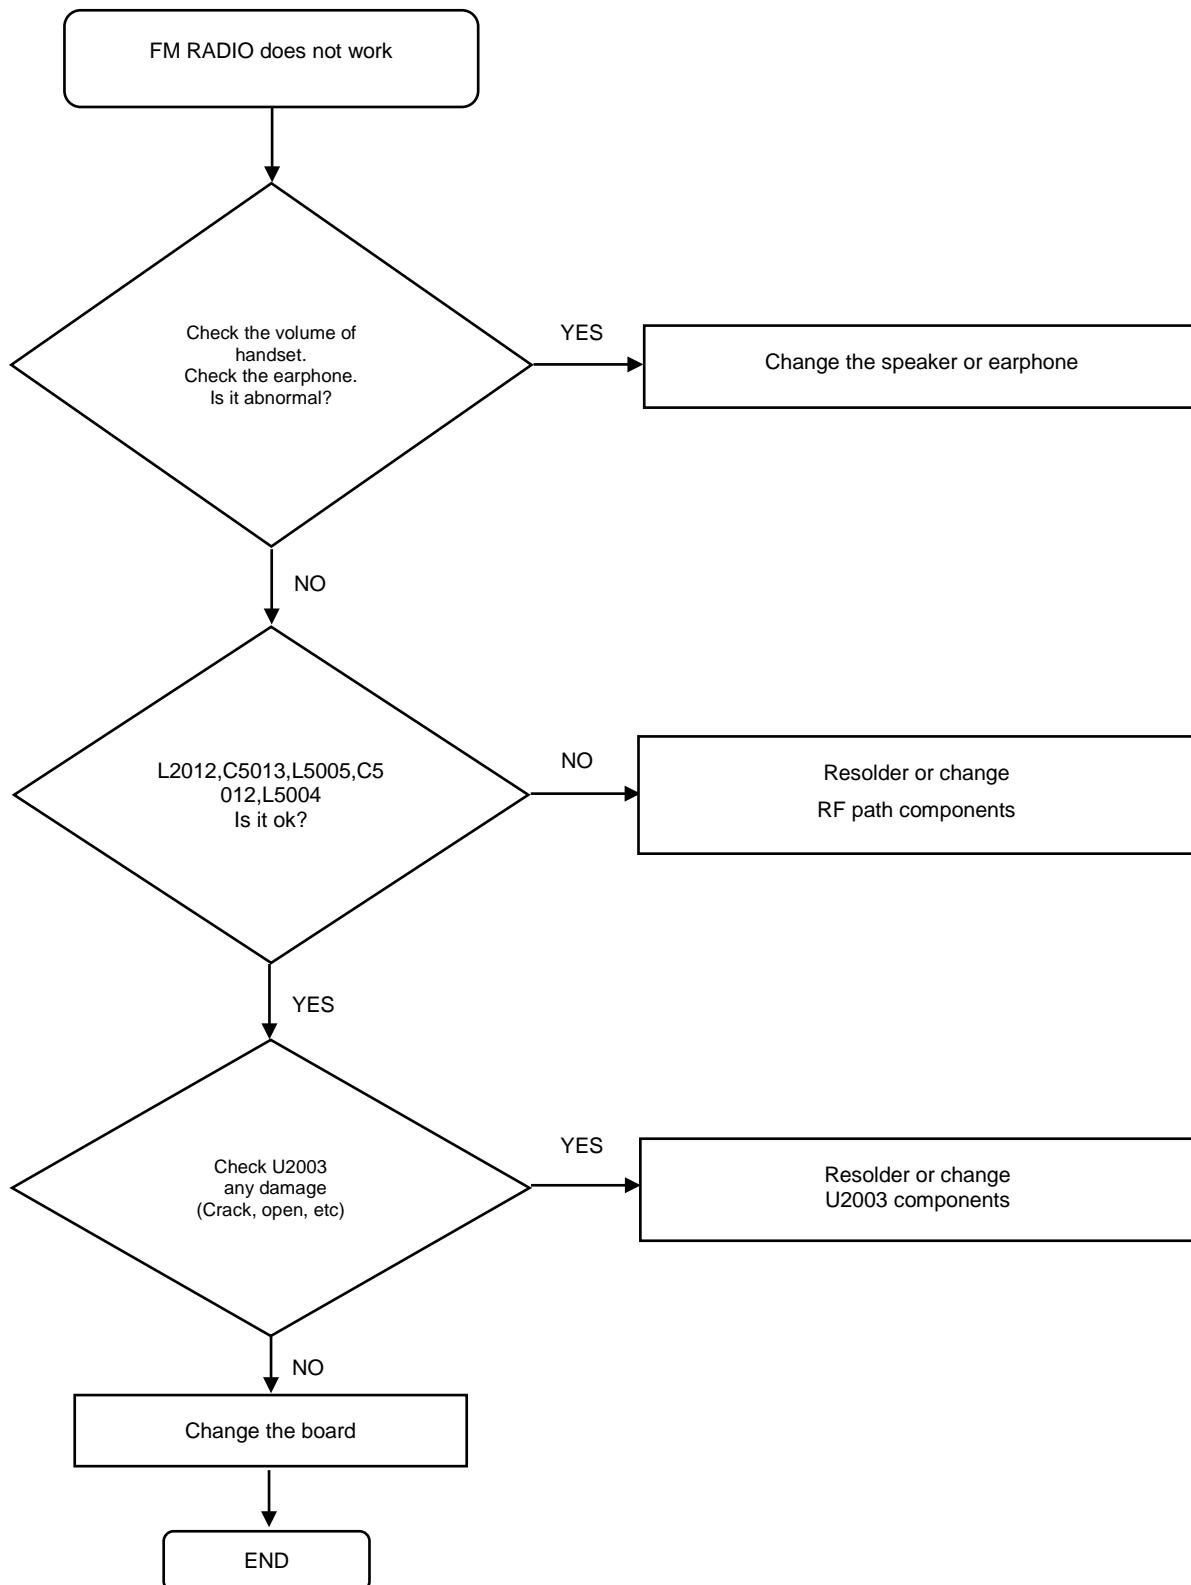 FM RADIO does not work
Check the volume of
handset.
Check the earphone.
Is it abnormal?
YES
Change the speaker or earphone
NO
L2012,C5013,L5005,C5
012,L5004
Is it ok?
NO
Resolder or change
RF path components
YES
Check U2003
any damage
(Crack, open, etc)
YES
Resolder or change
U2003 components
NO
Change the board
END